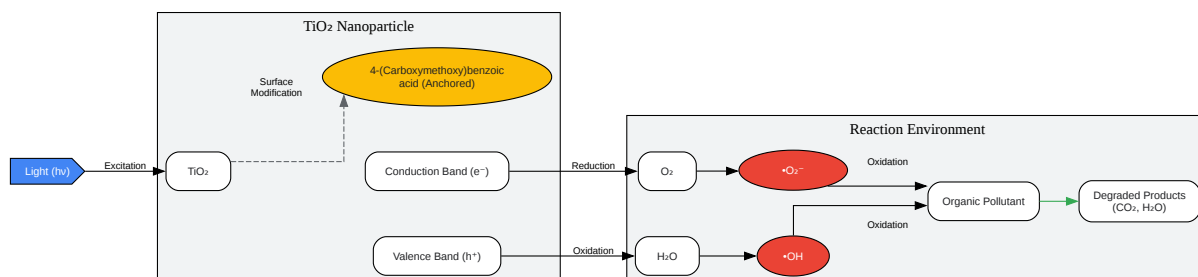 TiO₂ Nanoparticle
4-(Carboxymethoxy)benzoic
acid (Anchored)
Surface
Modification
Light (hν)
Excitation
TiO₂
Conduction Band (e⁻)
Valence Band (h⁺)
Reduction
Oxidation
Reaction Environment
O₂
•O₂⁻
Oxidation
H₂O
•OH
Oxidation
Organic Pollutant
Degraded Products
(CO₂, H₂O)